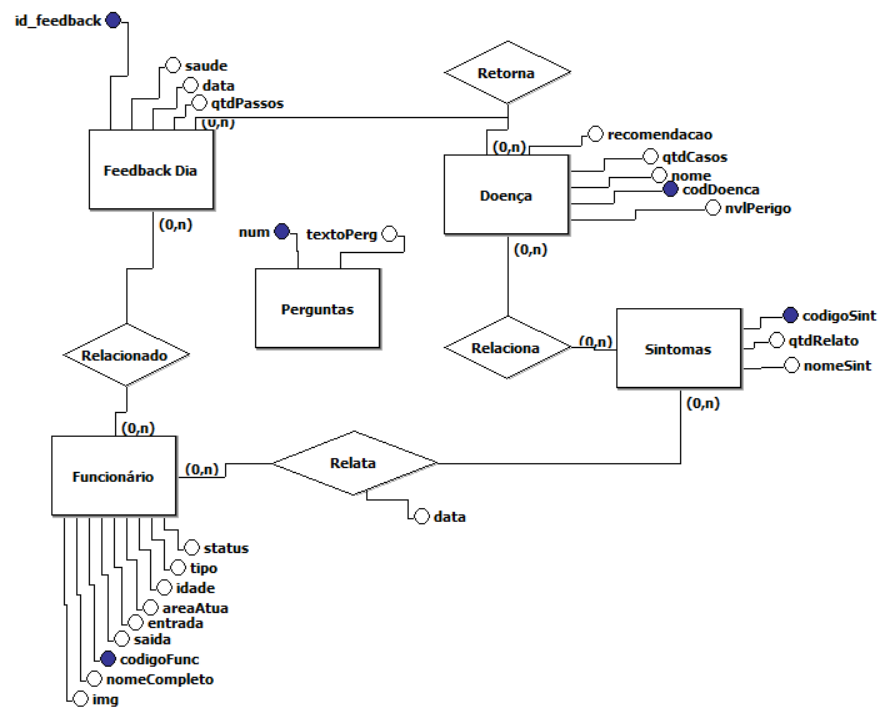 id_feedback
saude
data
qtdPassos
(0,n)
Feedback Dia
(0,n)
Retorna
(0,n)
recomendacao
qtdCasos
nome
codDoenca
nvlPerigo
Doença
(0,n)
num
textoPerg
Perguntas
Relacionado
Relaciona
(0,n)
Sintomas
codigoSint
qtdRelato
nomeSint
(0,n)
(0,n)
Funcionário
(0,n)
Relata
data
status
tipo
idade
areaAtua
entrada
saida
codigoFunc
nomeCompleto
img